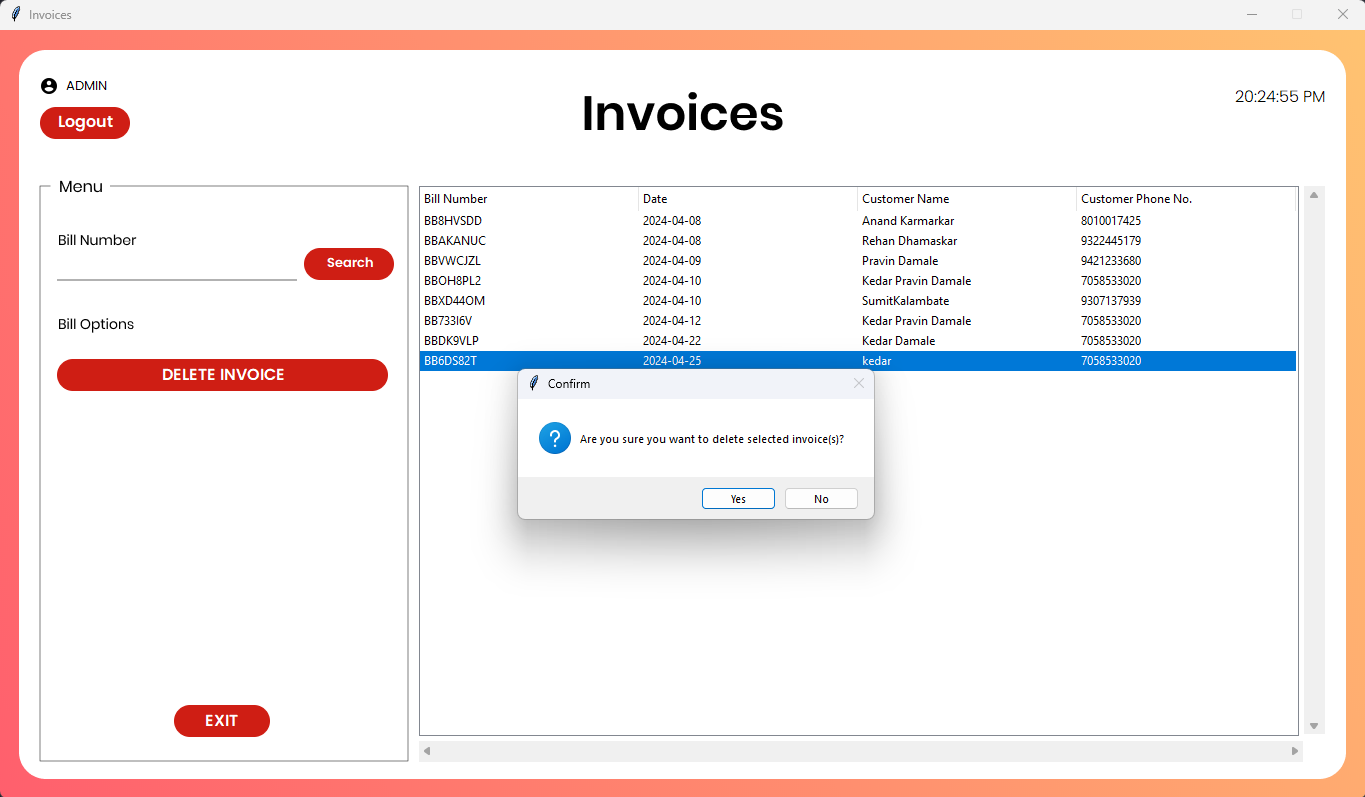 Invoices
ADMIN
Logout
Invoices
20:24:55 PM
Menu
Bill Number
Search
Bill Options
DELETE INVOICE
EXIT
Bill Number Date Customer Name Customer Phone No.
BB8HVSDD 2024-04-08 Anand Karmarkar 8010017425
BBAKANUC 2024-04-08 Rehan Dhamaskar 9322445179
BBVWCJZL 2024-04-09 Pravin Damale 9421233680
BBOH8PL2 2024-04-10 Kedar Pravin Damale 7058533020
BBXD44OM 2024-04-10 SumitKalambate 9307137939
BB733I6V 2024-04-12 Kedar Pravin Damale 7058533020
BBDK9VLP 2024-04-22 Kedar Damale 7058533020
BB6DS82T 2024-04-25 kedar 7058533020
Confirm
Are you sure you want to delete selected invoice(s)?
Yes No